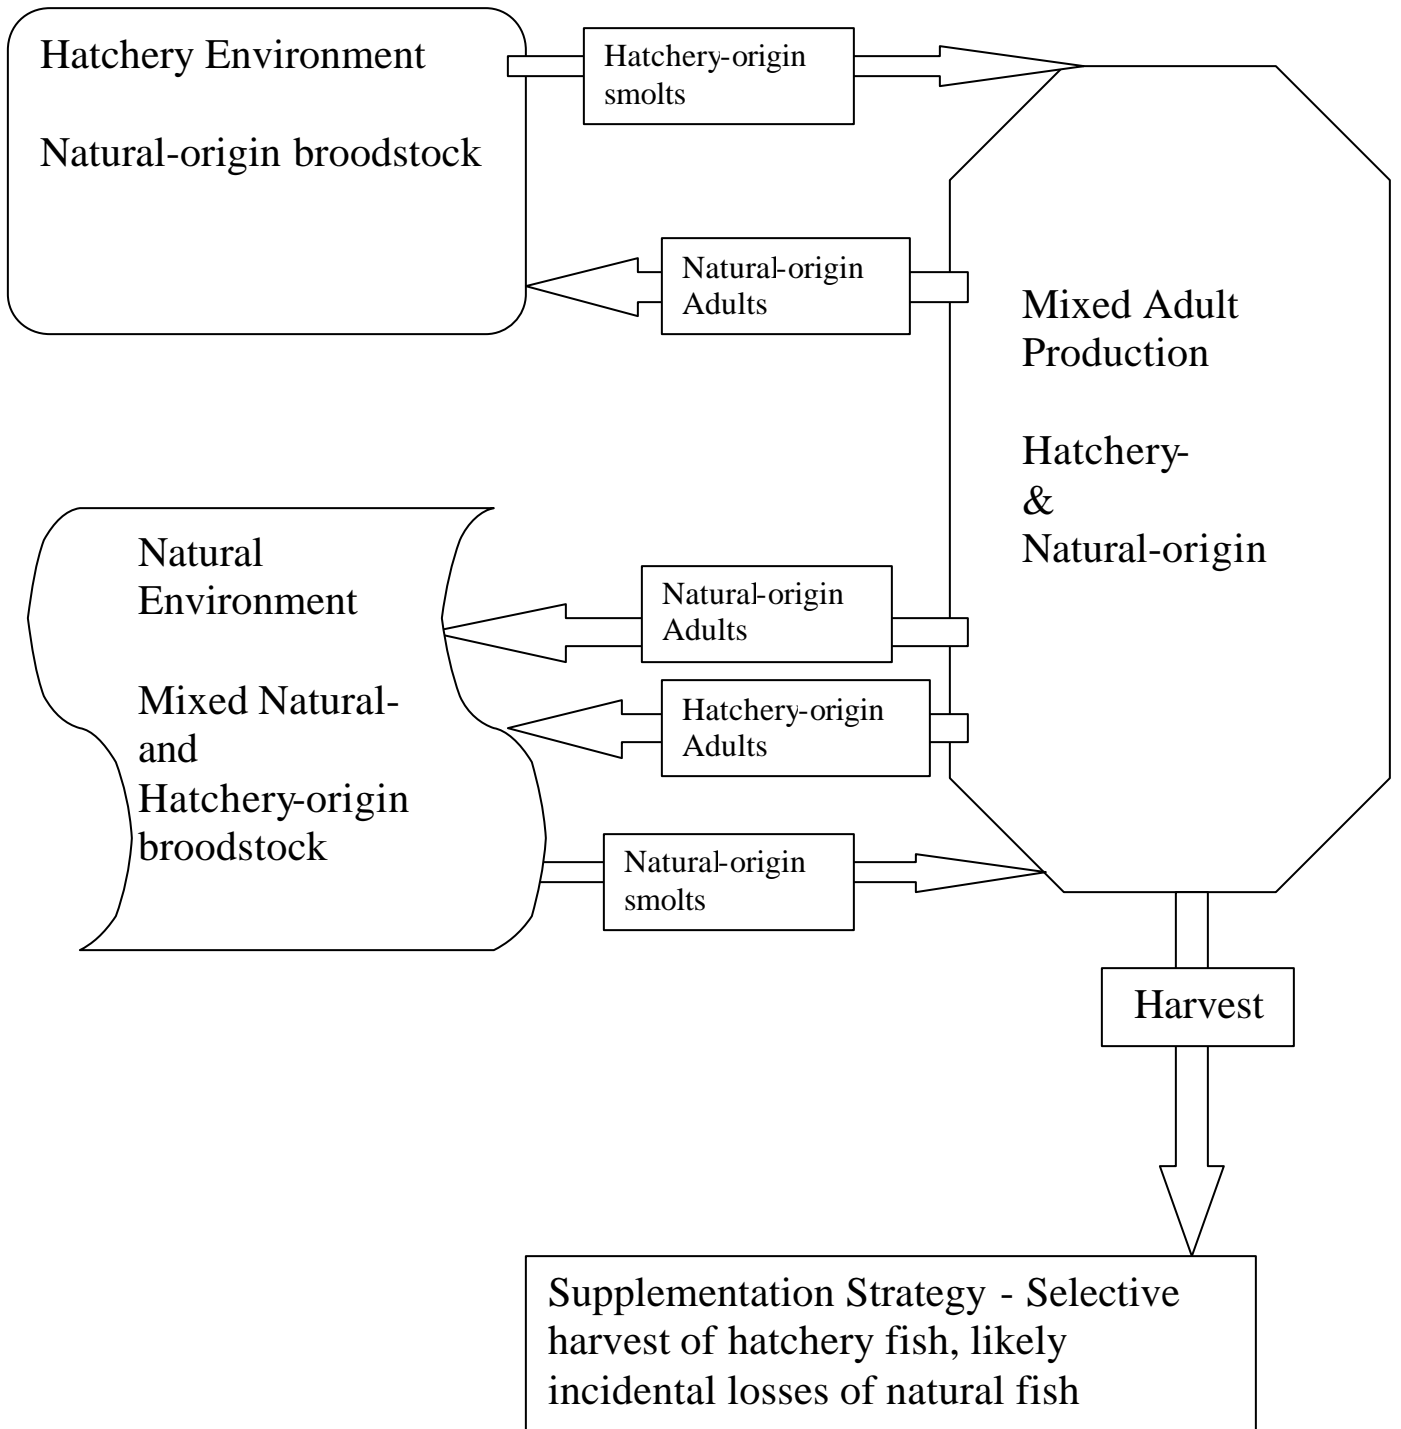 Hatchery Environment
Natural-origin broodstock
Hatchery-origin
smolts
Natural-origin
Adults
Mixed Adult
Production
Hatchery-
&
Natural-origin
Natural
Environment
Mixed Natural-
and
Hatchery-origin
broodstock
Natural-origin
Adults
Hatchery-origin
Adults
Natural-origin
smolts
Harvest
Supplementation Strategy - Selective
harvest of hatchery fish, likely
incidental losses of natural fish